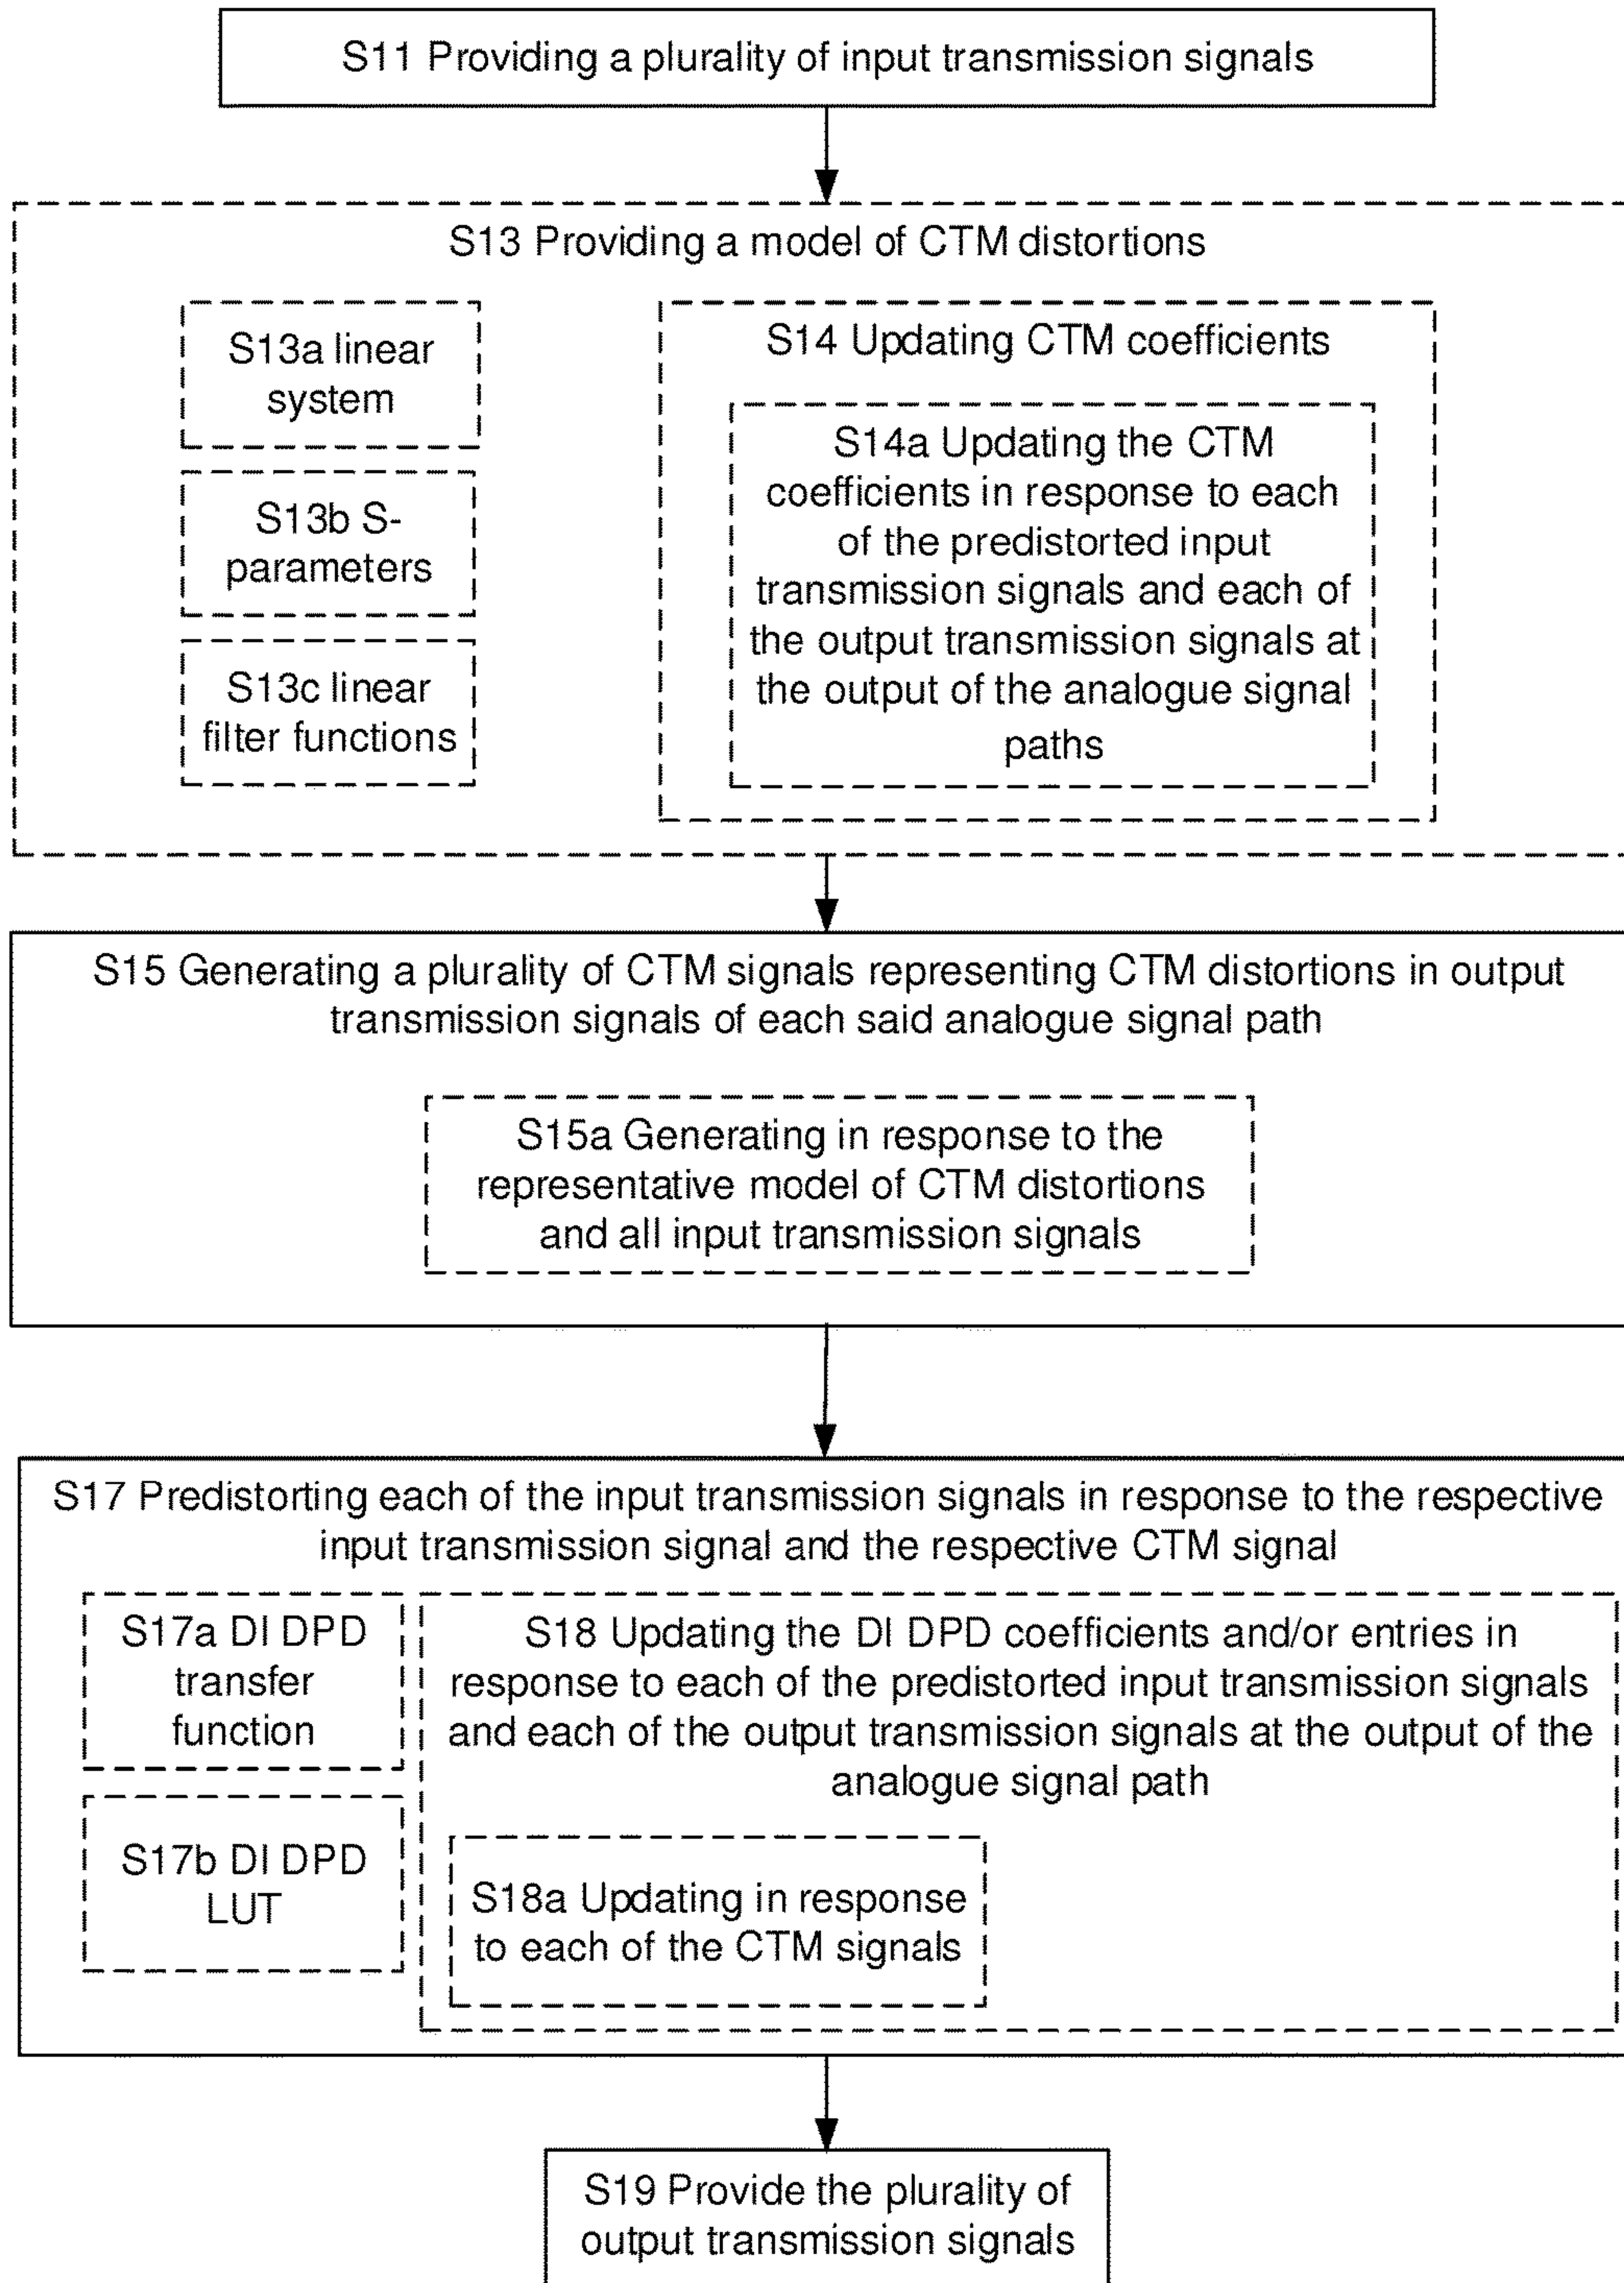 S11 Providing a plurality of input transmission signals
S13 Providing a model of CTM distortions
S13a linear
system
S13b S-
parameters
S13c linear
filter functions
S14 Updating CTM coefficients
S14a Updating the CTM
coefficients in response to each
of the predistorted input
transmission signals and each of
the output transmission signals at
the output of the analogue signal
paths
S15 Generating a plurality of CTM signals representing CTM distortions in output
transmission signals of each said analogue signal path
S15a Generating in response to the
representative model of CTM distortions
and all input transmission signals
S17 Predistorting each of the input transmission signals in response to the respective
input transmission signal and the respective CTM signal
S17a DI DPD
transfer
function
S17b DI DPD
LUT
S18 Updating the DI DPD coefficients and/or entries in
response to each of the predistorted input transmission signals
and each of the output transmission signals at the output of the
analogue signal path
S18a Updating in response
to each of the CTM signals
S19 Provide the plurality of
output transmission signals